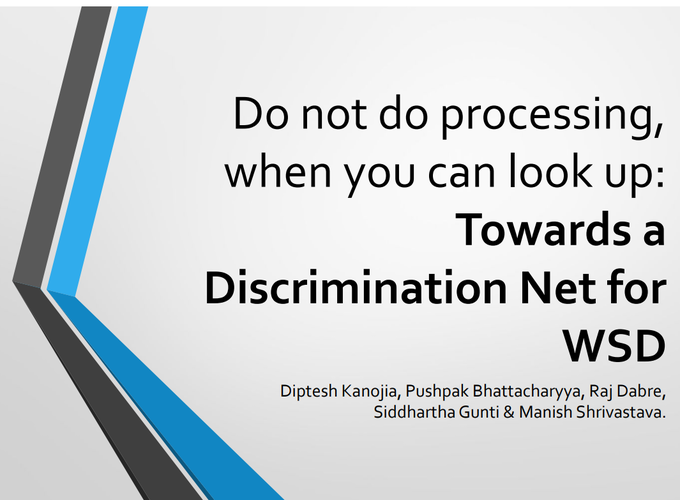 Do not do processing,
when you can look up:
Towards a
Discrimination Net for
WSD
Diptesh Kanojia, Pushpak Bhattacharyya, Raj Dabre,
Siddhartha Gunti & Manish Shrivastava.